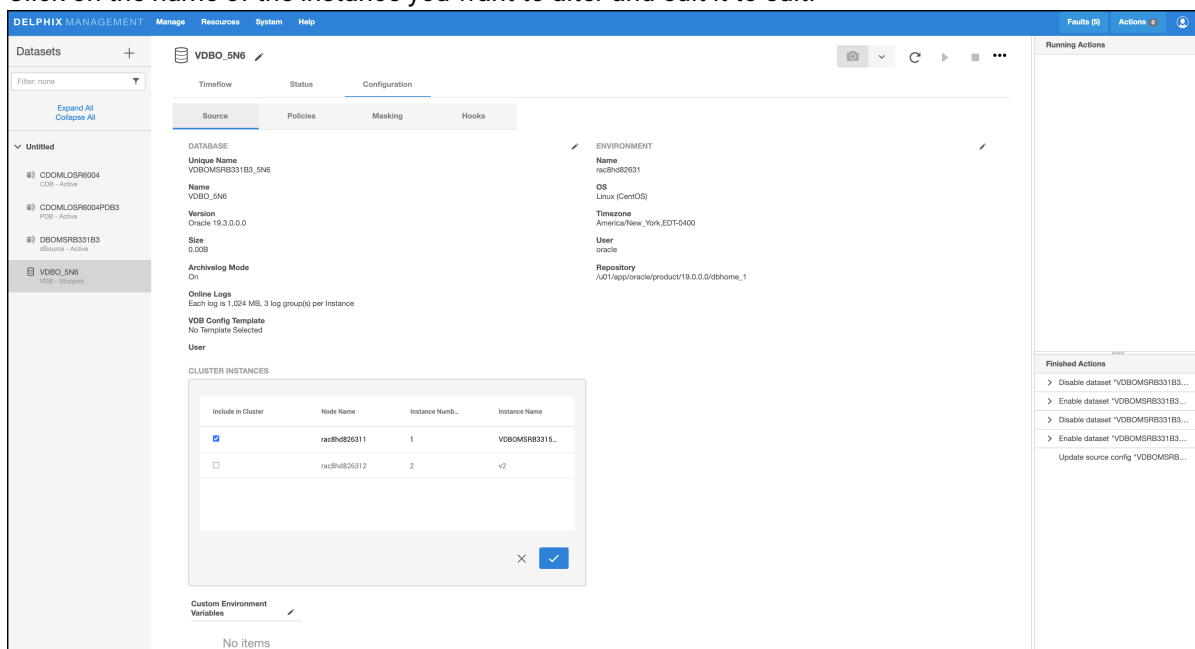 Click on the name of the instance you want to alter and edit it to edit.
DELPHIX MANAGEMENT Manage Resources System Help Faults (5) Actions 0
Datasets
Filter: none
Expand All
Collapse All
Untitled
CDOMLOSR6004
CDB - Active
CDOMLOSR6004PDB3
PDB - Active
DBOMSRB331B3
dSource - Active
VDBO_5N6
VDB - Stopped
VDBO_5N6
Timeflow Status Configuration
Source Policies Masking Hooks
DATABASE
Unique Name
VDBOMSRB331B3_5N6
Name
VDBO_5N6
Version
Oracle 19.3.0.0.0
Size
0.00B
Archivelog Mode
On
Online Logs
Each log is 1,024 MB, 3 log group(s) per Instance
VDB Config Template
No Template Selected
User
ENVIRONMENT
Name
rac8hd82631
OS
Linux (CentOS)
Timezone
America/New_York,EDT-0400
User
oracle
Repository
/u01/app/oracle/product/19.0.0.0/dbhome_1
CLUSTER INSTANCES
Include in Cluster Node Name Instance Numb... Instance Name
rac8hd826311 1 VDBOMSRB3315...
rac8hd826312 2 v2
Custom Environment
Variables
No items
Running Actions
Finished Actions
Disable dataset "VDBOMSRB331B3...
Enable dataset "VDBOMSRB331B3...
Disable dataset "VDBOMSRB331B3...
Enable dataset "VDBOMSRB331B3...
Update source config "VDBOMSRB...